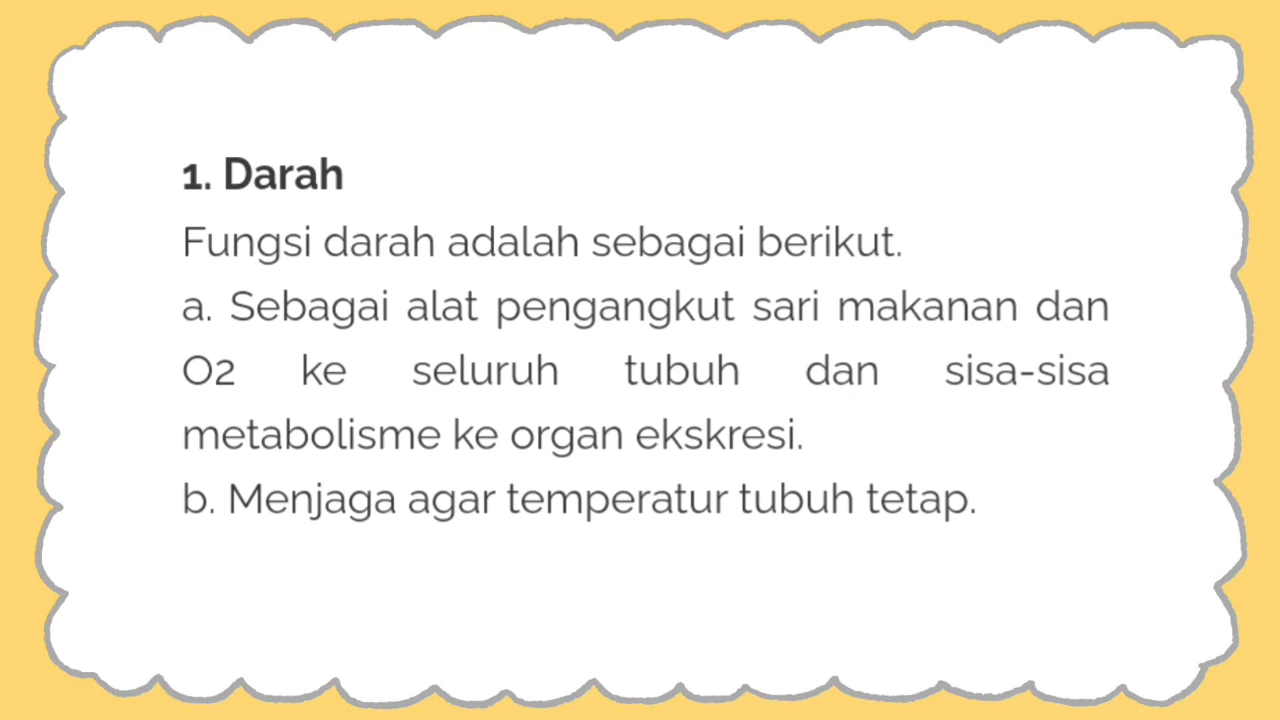 1. Darah
Fungsi darah adalah sebagai berikut.
a. Sebagai alat pengangkut sari makanan dan
O2 ke seluruh tubuh dan sisa-sisa
metabolisme ke organ ekskresi.
b. Menjaga agar temperatur tubuh tetap.